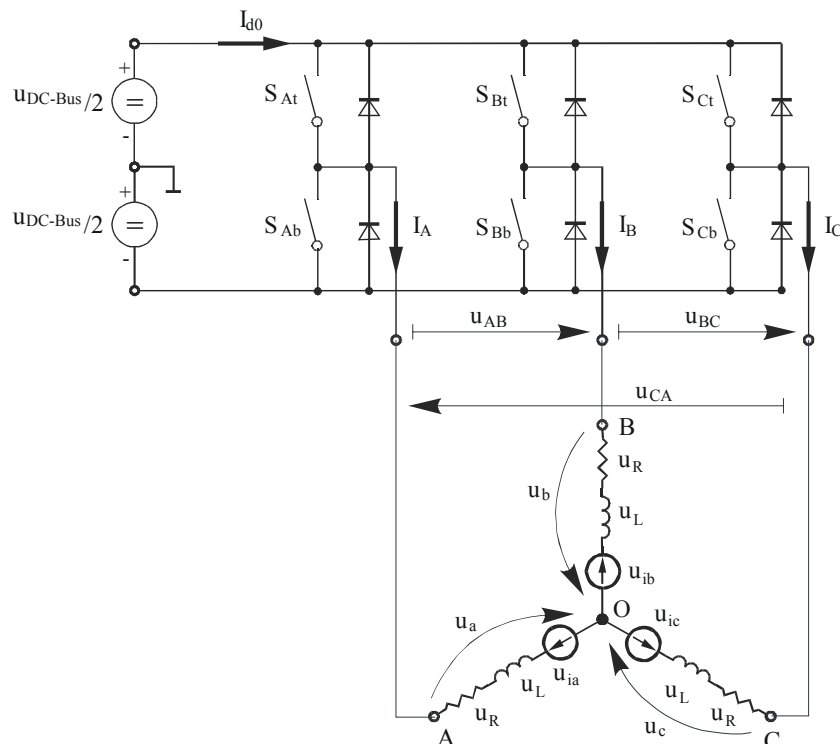 I_d0
+
u_DC-Bus/2
=
-
S_At
S_Bt
S_Ct
+
u_DC-Bus/2
=
-
S_Ab
I_A
S_Bb
I_B
S_Cb
I_C
u_AB
u_BC
u_CA
B
u_R
u_b
u_L
u_ib
O
u_a
u_ic
u_ia
u_L
u_L
u_R
u_R
u_c
A
C